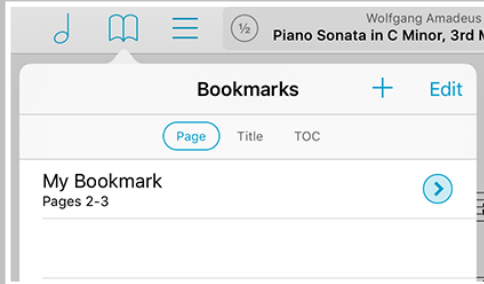 ½
Wolfgang Amadeus
Piano Sonata in C Minor, 3rd
Bookmarks
Edit
Page Title TOC
My Bookmark
Pages 2-3